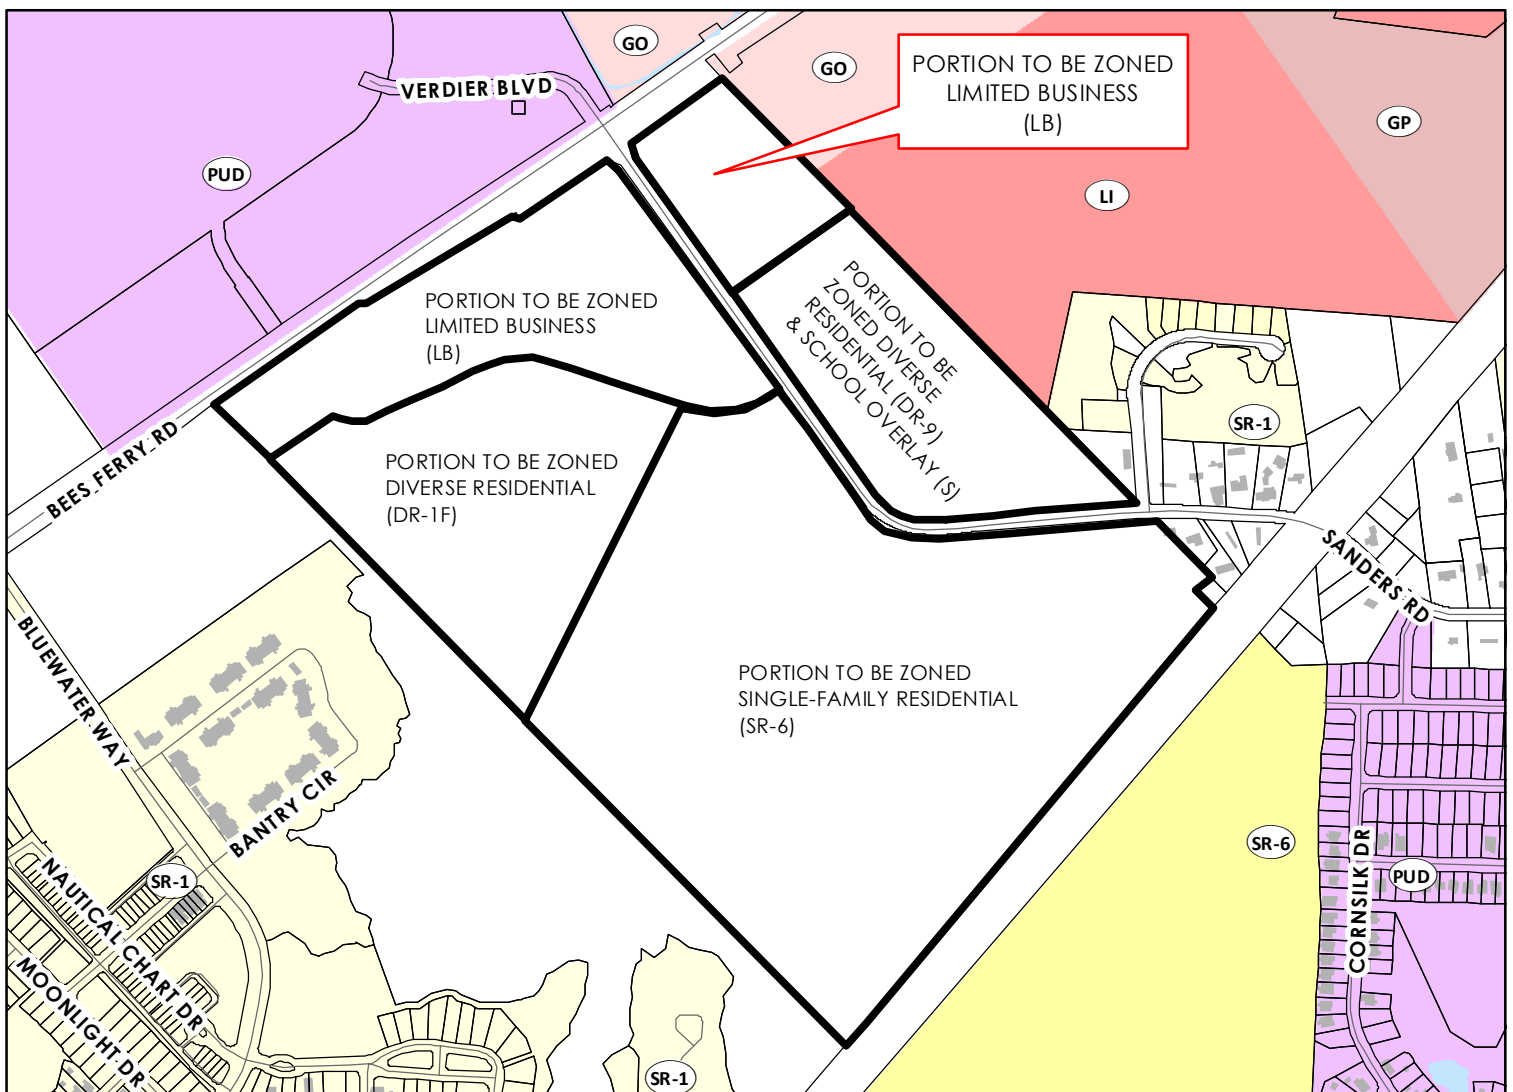 GO
GO
PORTION TO BE ZONED
LIMITED BUSINESS
(LB)
VERDIER BLVD
GP
PUD
LI
PORTION TO BE ZONED
LIMITED BUSINESS
(LB)
PORTION TO BE
ZONED DIVERSE
RESIDENTIAL (DR-9)
& SCHOOL OVERLAY (S)
SR-1
BEES FERRY RD
PORTION TO BE ZONED
DIVERSE RESIDENTIAL
(DR-1F)
SANDERS RD
BLUEWATER WAY
PORTION TO BE ZONED
SINGLE-FAMILY RESIDENTIAL
(SR-6)
BANTRY CIR
SR-6
CORNSILK DR
PUD
SR-1
NAUTICAL CHART DR
MOONLIGHT DR
SR-1